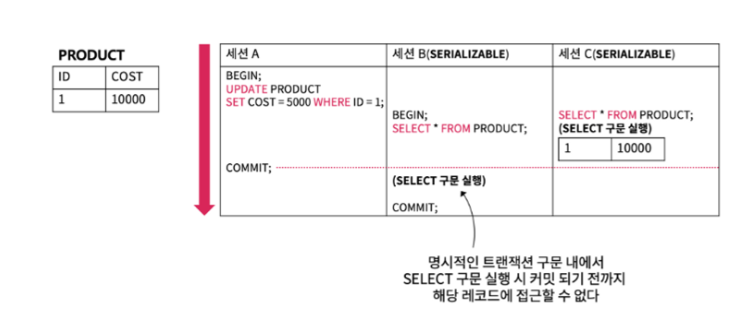 PRODUCT
ID COST
1 10000
세션 A
BEGIN;
UPDATE PRODUCT
SET COST = 5000 WHERE ID = 1;
COMMIT;
세션 B(SERIALIZABLE)
BEGIN;
SELECT * FROM PRODUCT;
(SELECT 구문 실행)
COMMIT;
세션 C(SERIALIZABLE)
SELECT * FROM PRODUCT;
(SELECT 구문 실행)
1 10000
명시적인 트랜잭션 구문 내에서
SELECT 구문 실행 시 커밋 되기 전까지
해당 레코드에 접근할 수 없다